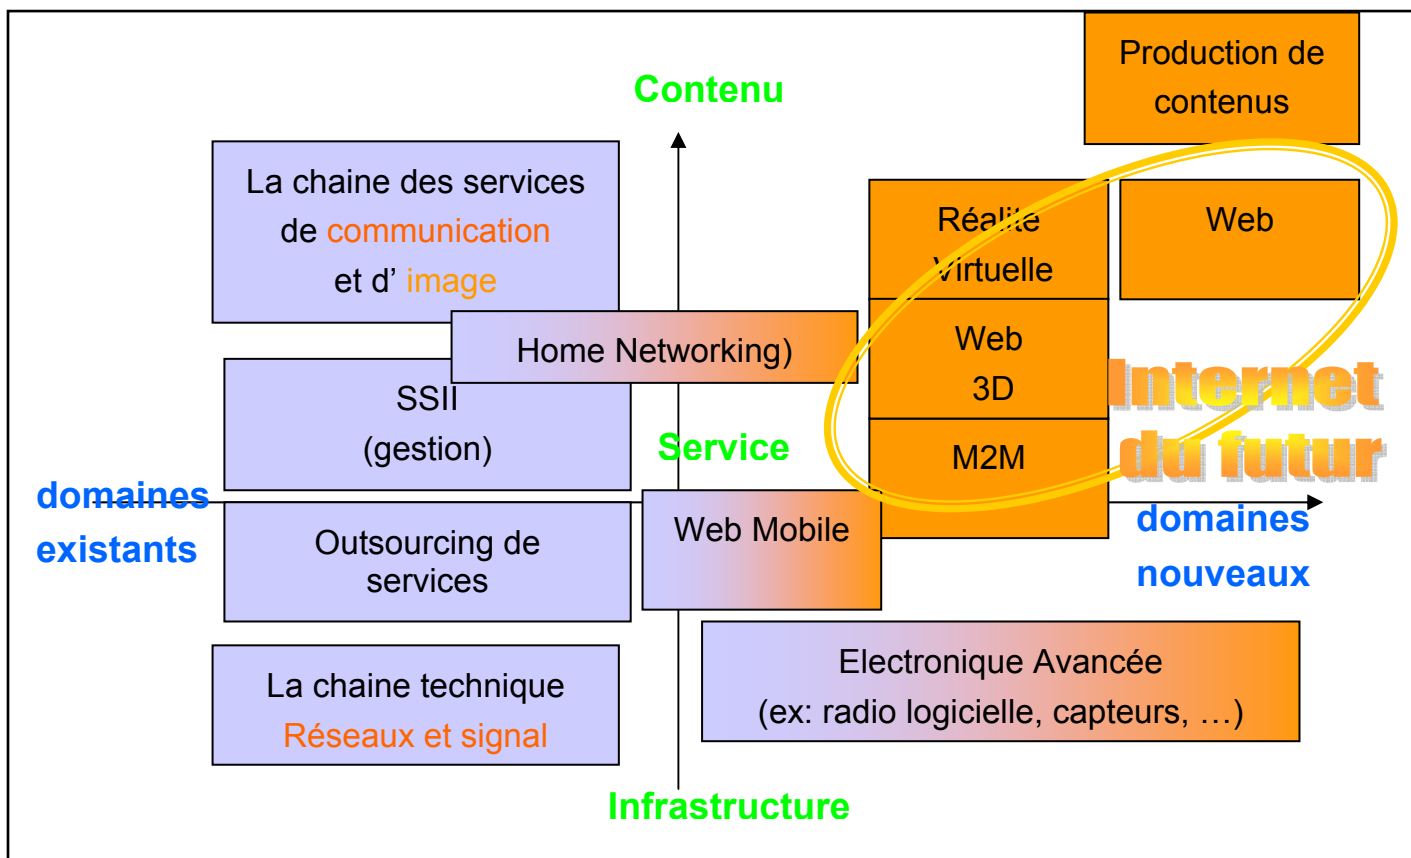 Production de
contenus
Contenu
La chaine des services
de communication
et d' image
Réalité
Virtuelle
Web
Home Networking)
Web
3D
Internet
du futur
SSII
(gestion)
Service
M2M
domaines
existants
Outsourcing de
services
Web Mobile
domaines
nouveaux
La chaine technique
Réseaux et signal
Electronique Avancée
(ex: radio logicielle, capteurs, …)
Infrastructure